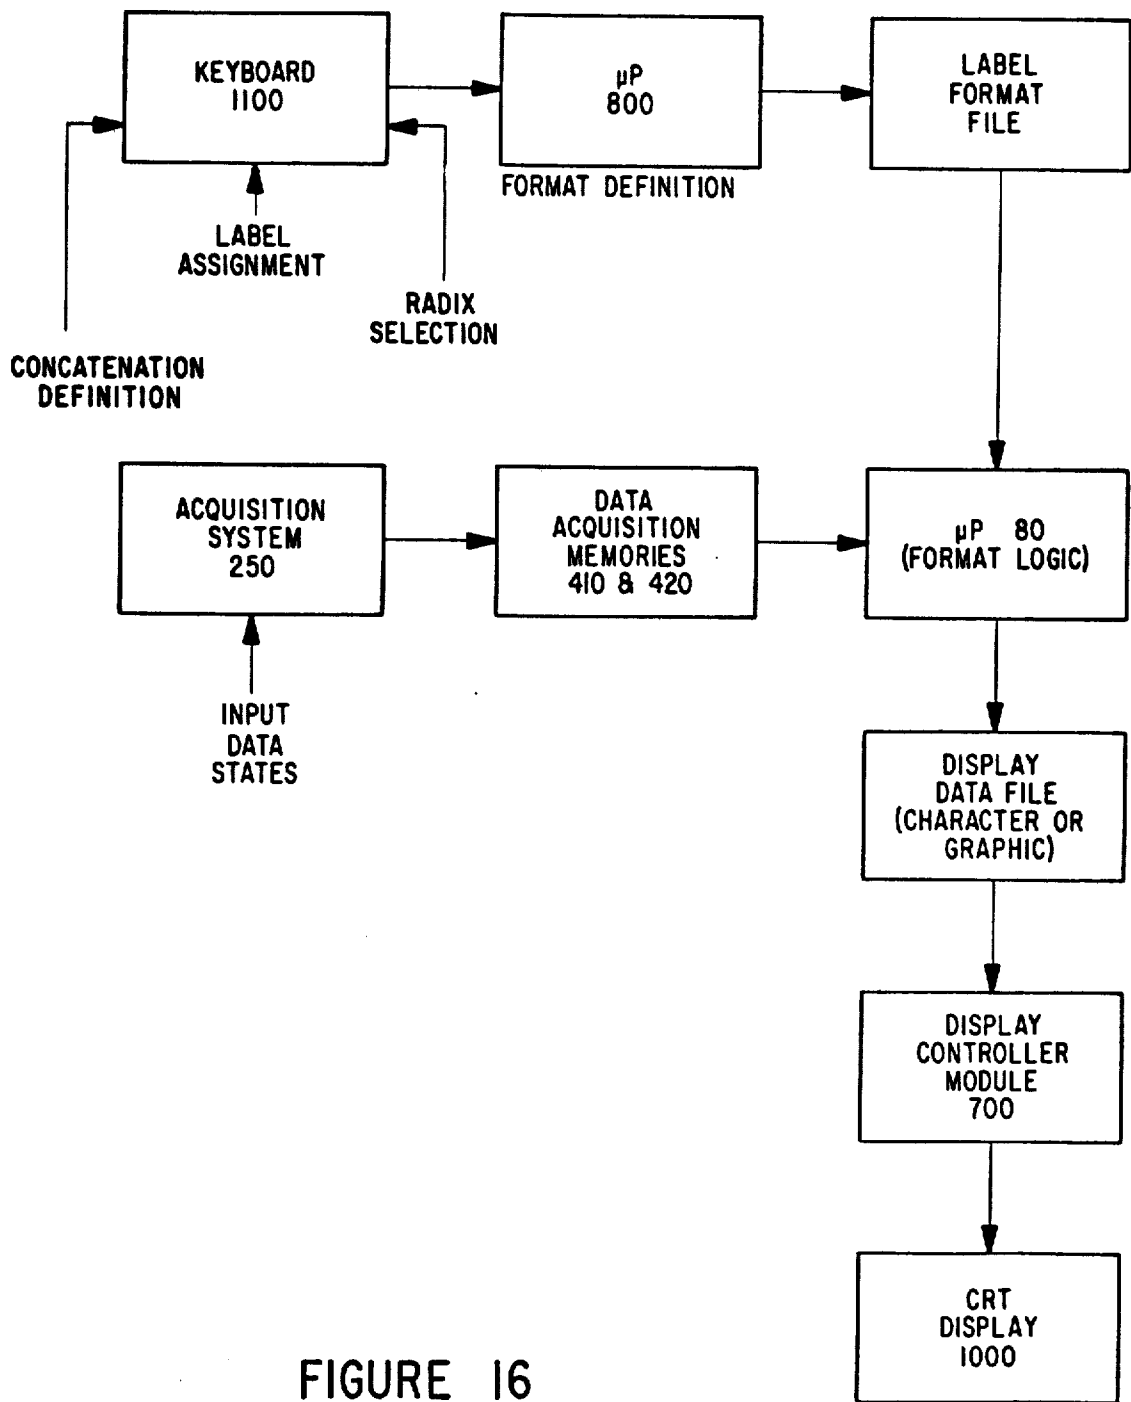 KEYBOARD
1100
µP
800
LABEL
FORMAT
FILE
FORMAT DEFINITION
LABEL
ASSIGNMENT
RADIX
SELECTION
CONCATENATION
DEFINITION
ACQUISITION
SYSTEM
250
DATA
ACQUISITION
MEMORIES
410 & 420
µP 80
(FORMAT LOGIC)
INPUT
DATA
STATES
DISPLAY
DATA FILE
(CHARACTER OR
GRAPHIC)
DISPLAY
CONTROLLER
MODULE
700
CRT
DISPLAY
1000
FIGURE 16